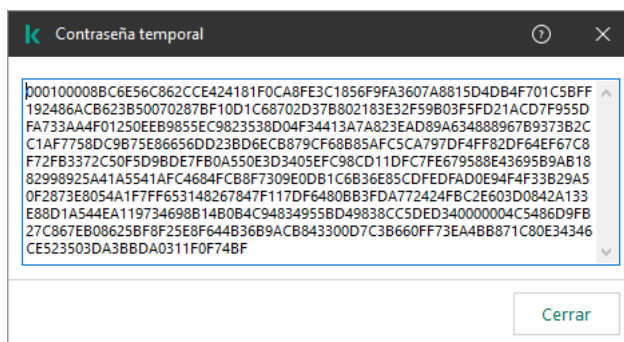 Contraseña temporal
000100008BC6E56C862CCE424181F0CA8FE3C1856F9FA3607A8815D4DB4F701C5BFF
192486ACB623B50070287BF10D1C68702D37B802183E32F59B03F5FD21ACD7F955D
FA733AA4F01250EEB9855EC9823538D04F34413A7A823EAD89A634888967B9373B2C
C1AF7758DC9B75E86656DD23BD6ECB879CF68B85AFC5CA797DF4FF82DF64EF67C8
F72FB3372C50F5D9BDE7FB0A550E3D3405EFC98CD11DFC7FE679588E43695B9AB18
82998925A41A5541AFC4684FCB8F7309E0DB1C6B36E85CDFEDFAD0E94F4F33B29A5
0F2873E8054A1F7FF653148267847F117DF6480BB3FDA772424FBC2E603D0842A133
E88D1A544EA119734698B14B0B4C94834955BD49838CC5DED340000004C5486D9FB
27C867EB08625BF8F25E8F644B36B9ACB843300D7C3B660FF73EA4BB871C80E34346
CE523503DA3BBDA0311F0F74BF
Cerrar